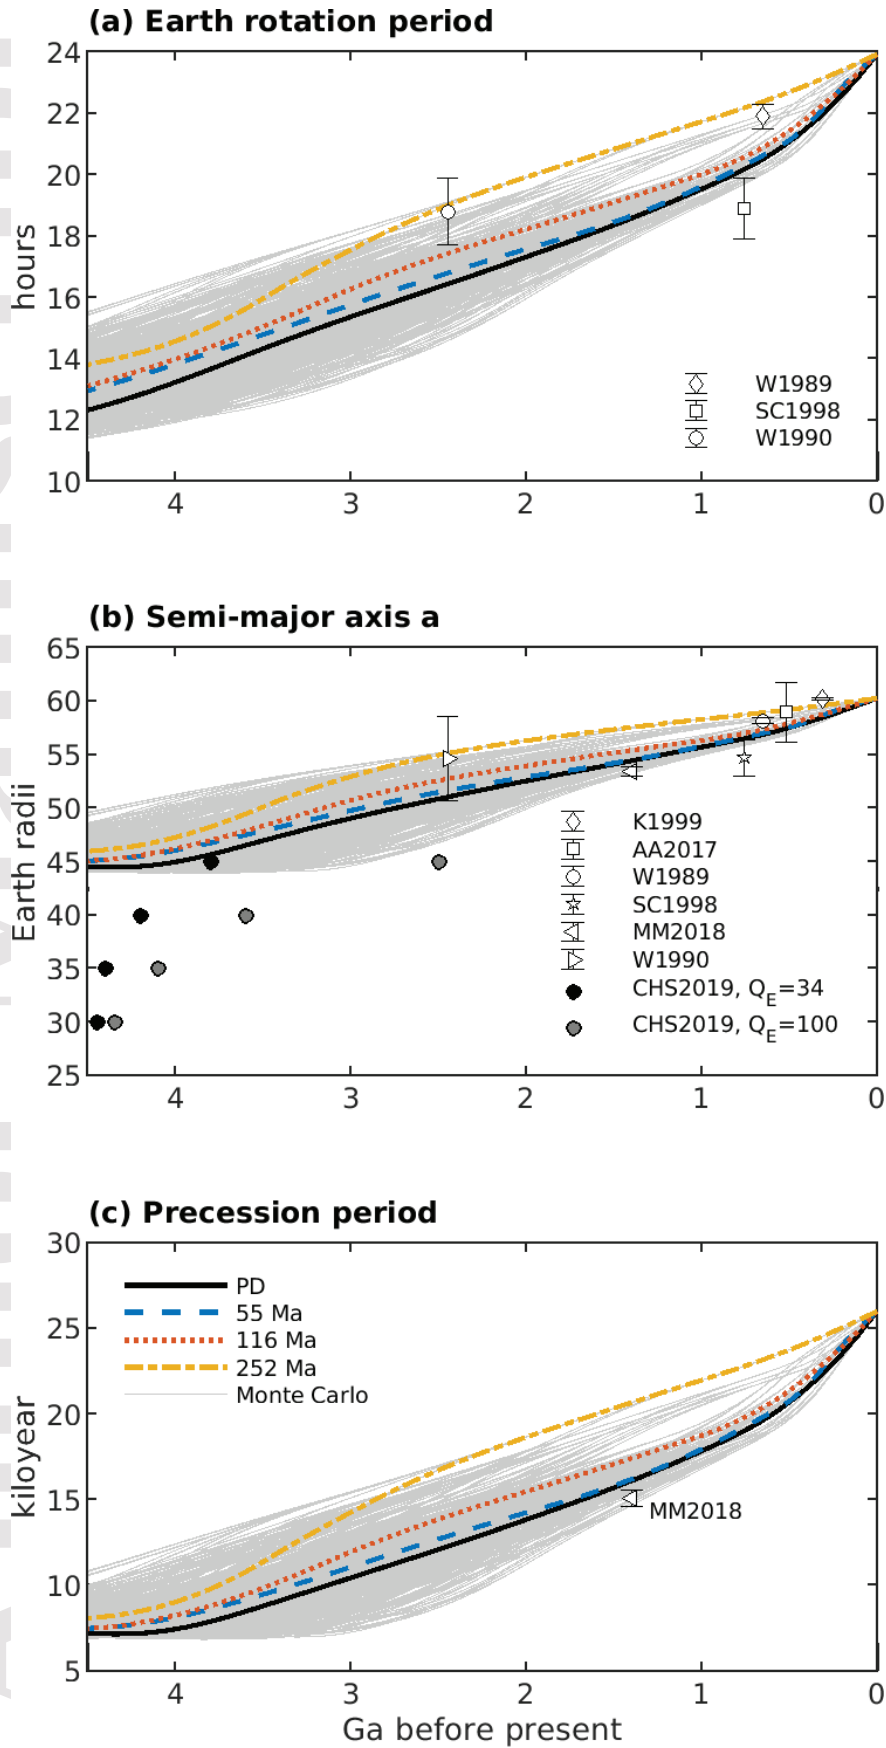 (a) Earth rotation period
24
22
20
18
16
14
12
10
hours
W1989
SC1998
W1990
4 3 2 1 0
(b) Semi-major axis a
65
60
55
50
45
40
35
30
25
Earth radii
K1999
AA2017
W1989
SC1998
MM2018
W1990
CHS2019, Q_E=34
CHS2019, Q_E=100
4 3 2 1 0
(c) Precession period
30
25
20
15
10
5
kiloyear
PD
55 Ma
116 Ma
252 Ma
Monte Carlo
MM2018
4 3 2 1 0
Ga before present